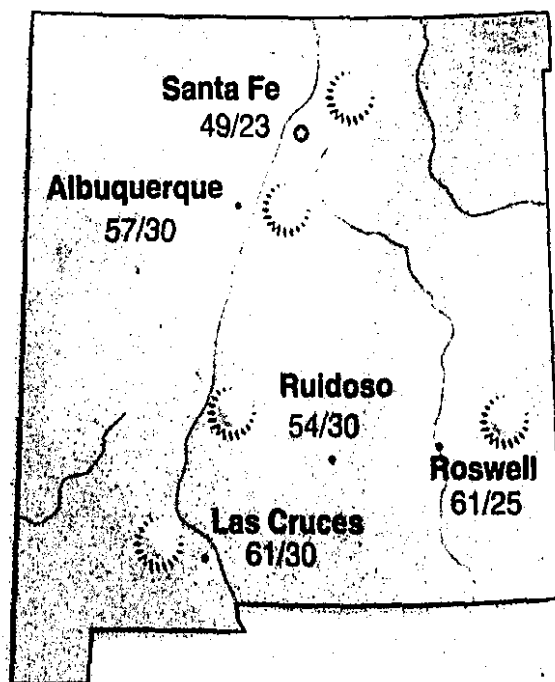 Santa Fe
49/23
Albuquerque
57/30
Ruidoso
54/30
Roswell
61/25
Las Cruces
61/30